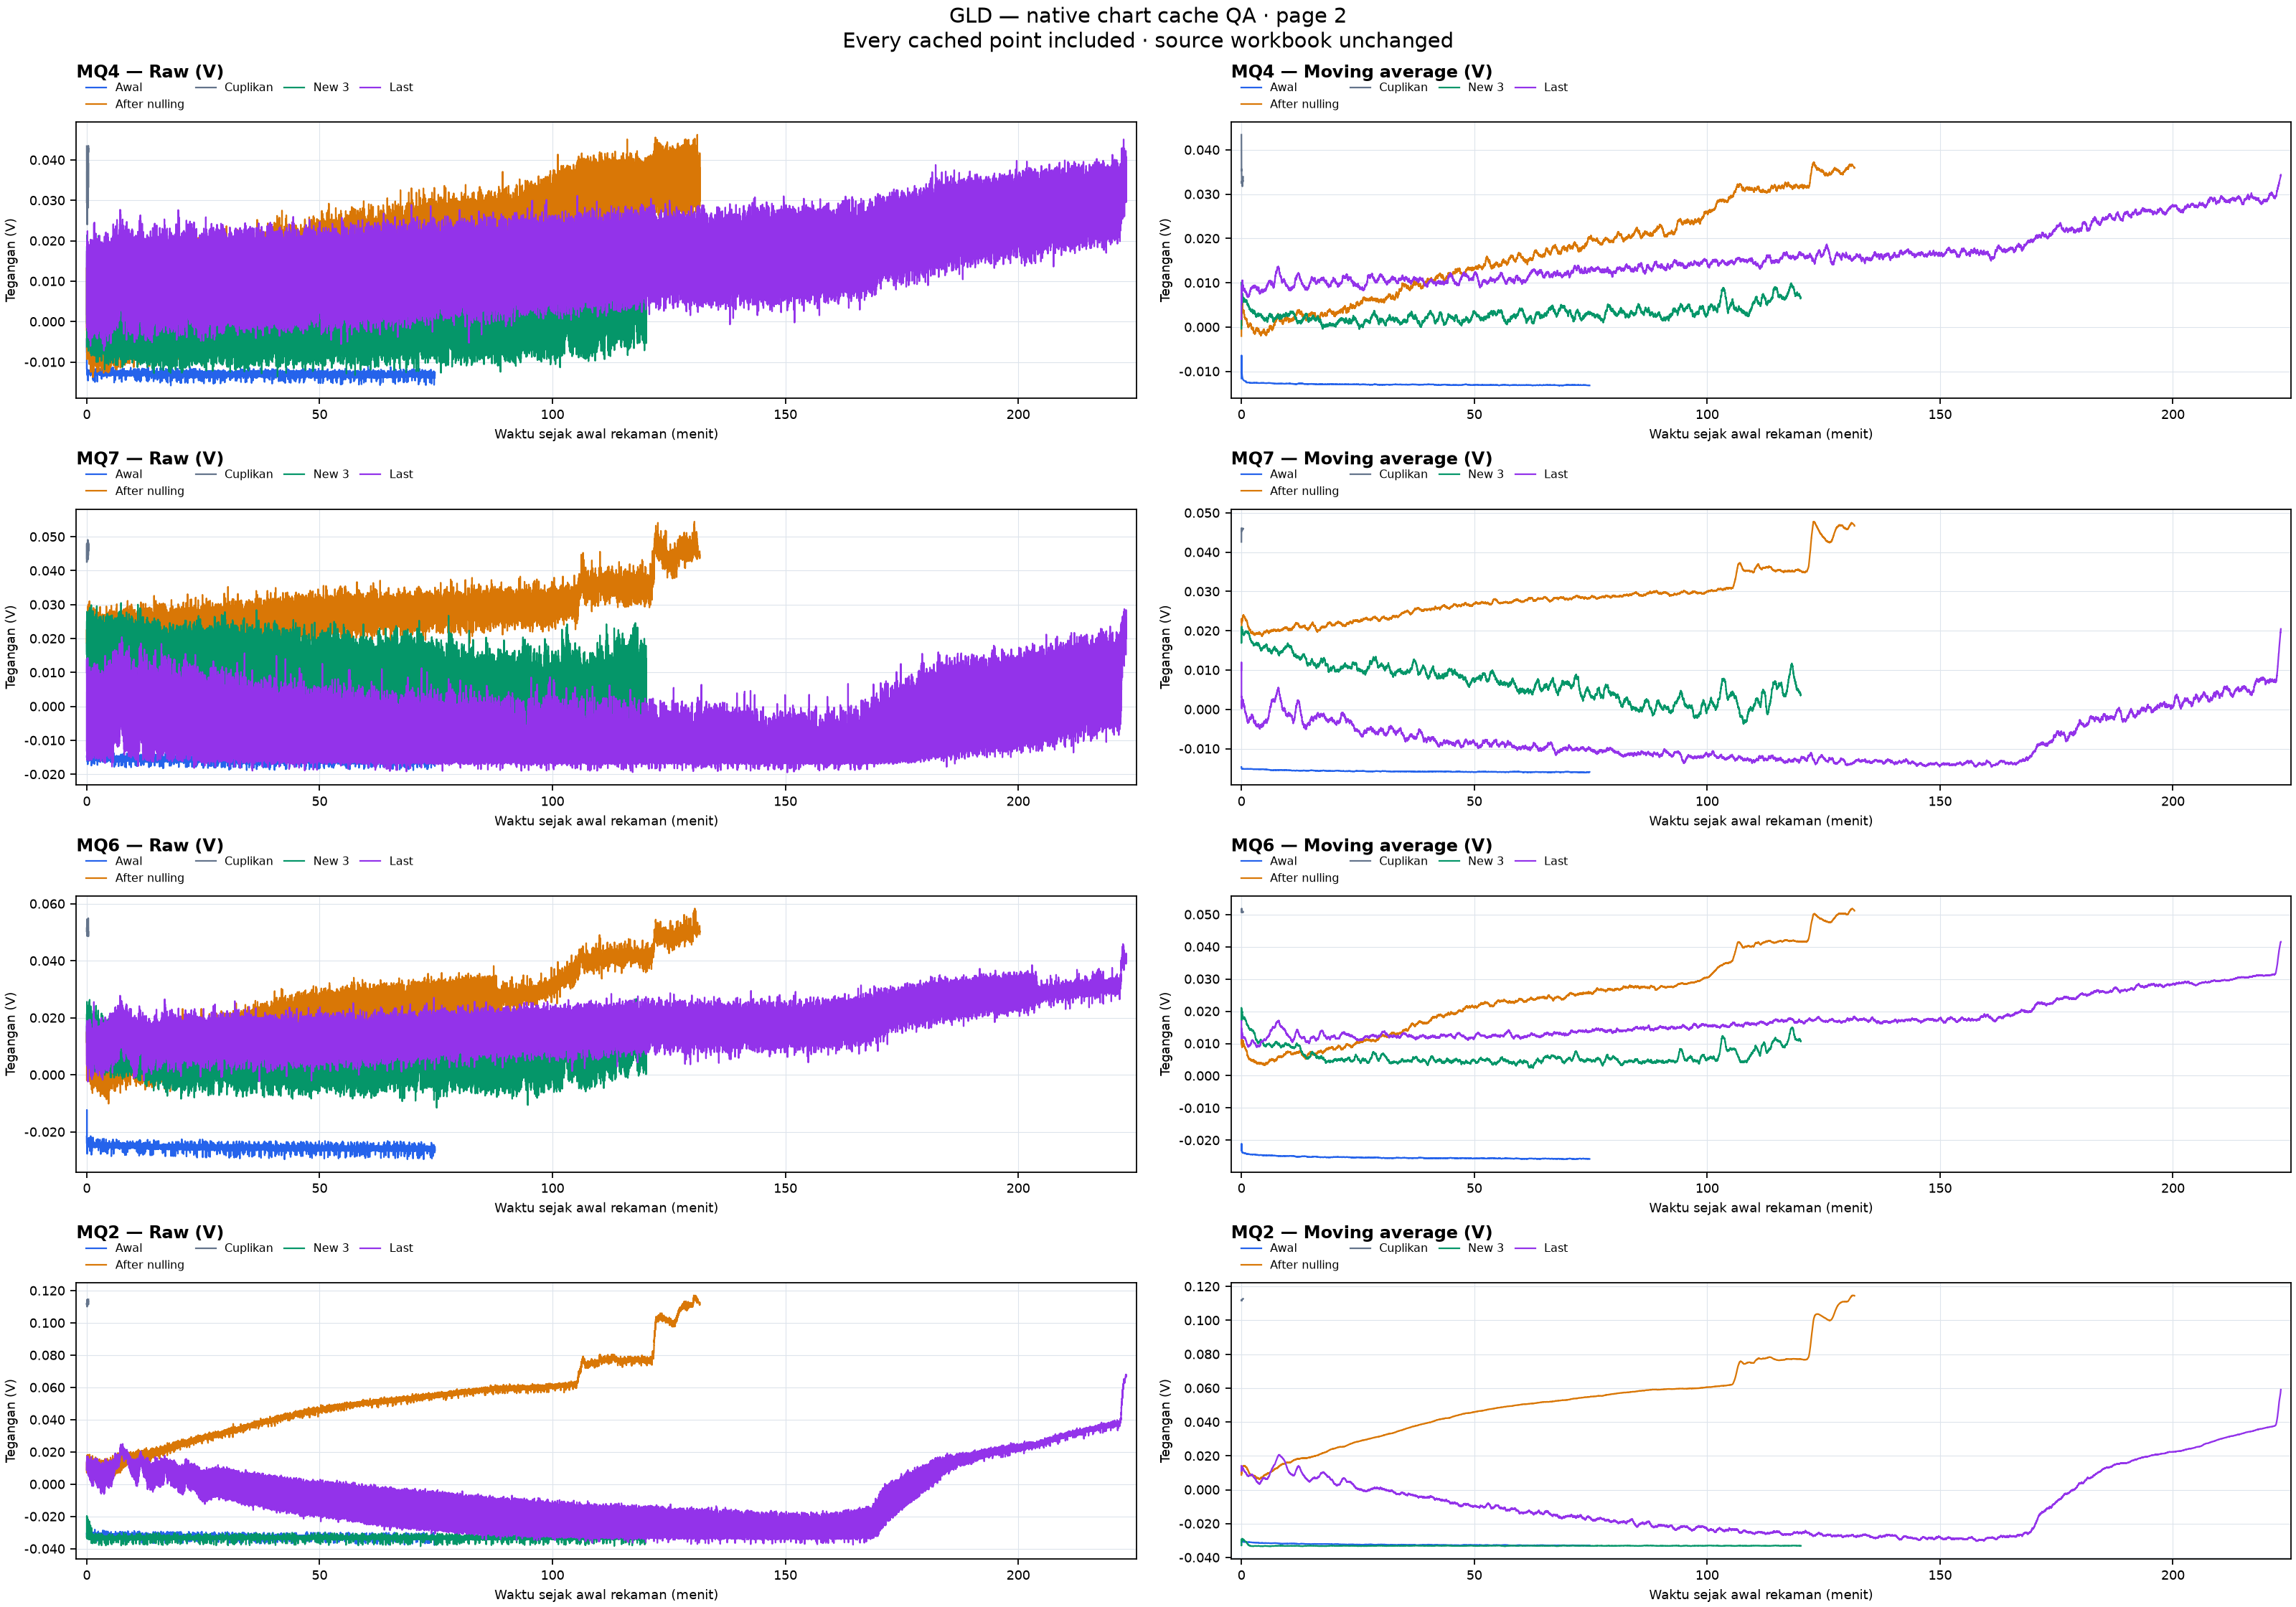 GLD — native chart cache QA · page 2
Every cached point included · source workbook unchanged
MQ4 — Raw (V)
Awal Cuplikan New 3 Last
After nulling
0.040
0.030
0.020
0.010
0.000
-0.010
Tegangan (V)
0 50 100 150 200
Waktu sejak awal rekaman (menit)
MQ4 — Moving average (V)
Awal Cuplikan New 3 Last
After nulling
0.040
0.030
0.020
0.010
0.000
-0.010
Tegangan (V)
0 50 100 150 200
Waktu sejak awal rekaman (menit)
MQ7 — Raw (V)
Awal Cuplikan New 3 Last
After nulling
0.050
0.040
0.030
0.020
0.010
0.000
-0.010
-0.020
Tegangan (V)
0 50 100 150 200
Waktu sejak awal rekaman (menit)
MQ7 — Moving average (V)
Awal Cuplikan New 3 Last
After nulling
0.050
0.040
0.030
0.020
0.010
0.000
-0.010
Tegangan (V)
0 50 100 150 200
Waktu sejak awal rekaman (menit)
MQ6 — Raw (V)
Awal Cuplikan New 3 Last
After nulling
0.060
0.040
0.020
0.000
-0.020
Tegangan (V)
0 50 100 150 200
Waktu sejak awal rekaman (menit)
MQ6 — Moving average (V)
Awal Cuplikan New 3 Last
After nulling
0.050
0.040
0.030
0.020
0.010
0.000
-0.010
-0.020
Tegangan (V)
0 50 100 150 200
Waktu sejak awal rekaman (menit)
MQ2 — Raw (V)
Awal Cuplikan New 3 Last
After nulling
0.120
0.100
0.080
0.060
0.040
0.020
0.000
-0.020
-0.040
Tegangan (V)
0 50 100 150 200
Waktu sejak awal rekaman (menit)
MQ2 — Moving average (V)
Awal Cuplikan New 3 Last
After nulling
0.120
0.100
0.080
0.060
0.040
0.020
0.000
-0.020
-0.040
Tegangan (V)
0 50 100 150 200
Waktu sejak awal rekaman (menit)